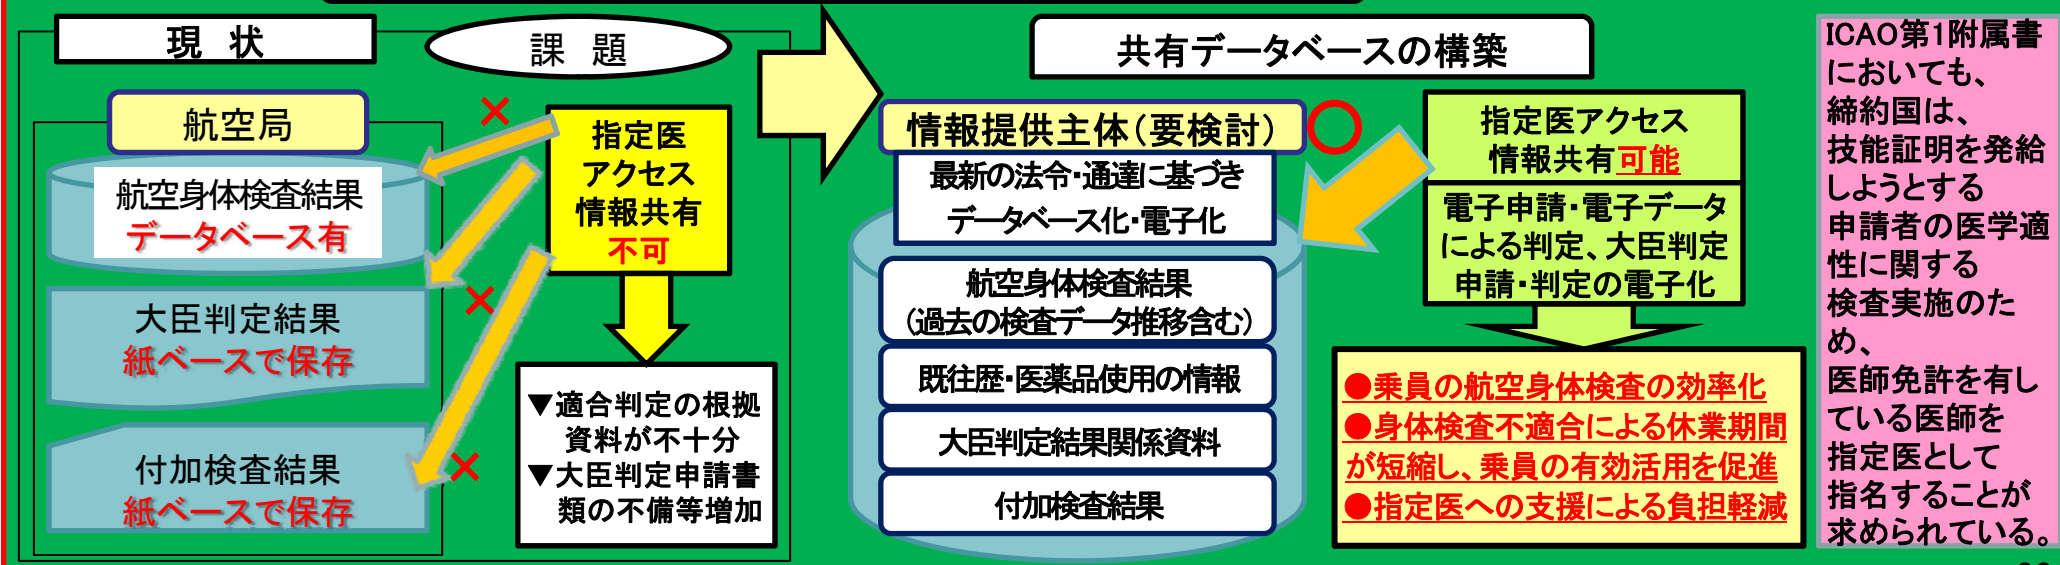 現 状
課 題
航空局
航空身体検査結果
データベース有
大臣判定結果
紙ベースで保存
付加検査結果
紙ベースで保存
指定医
アクセス
情報共有
不可
▼適合判定の根拠
資料が不十分
▼大臣判定申請書
類の不備等増加
共有データベースの構築
情報提供主体（要検討）
最新の法令・通達に基づき
データベース化・電子化
航空身体検査結果
（過去の検査データ推移含む）
既往歴・医薬品使用の情報
大臣判定結果関係資料
付加検査結果
指定医アクセス
情報共有可能
電子申請・電子データ
による判定、大臣判定
申請・判定の電子化
●乗員の航空身体検査の効率化
●身体検査不適合による休業期間
が短縮し、乗員の有効活用を促進
●指定医への支援による負担軽減
ICAO第1附属書
においても、
締約国は、
技能証明を発給
しようとする
申請者の医学適
性に関する
検査実施のた
め、
医師免許を有し
ている医師を
指定医として
指名することが
求められている。